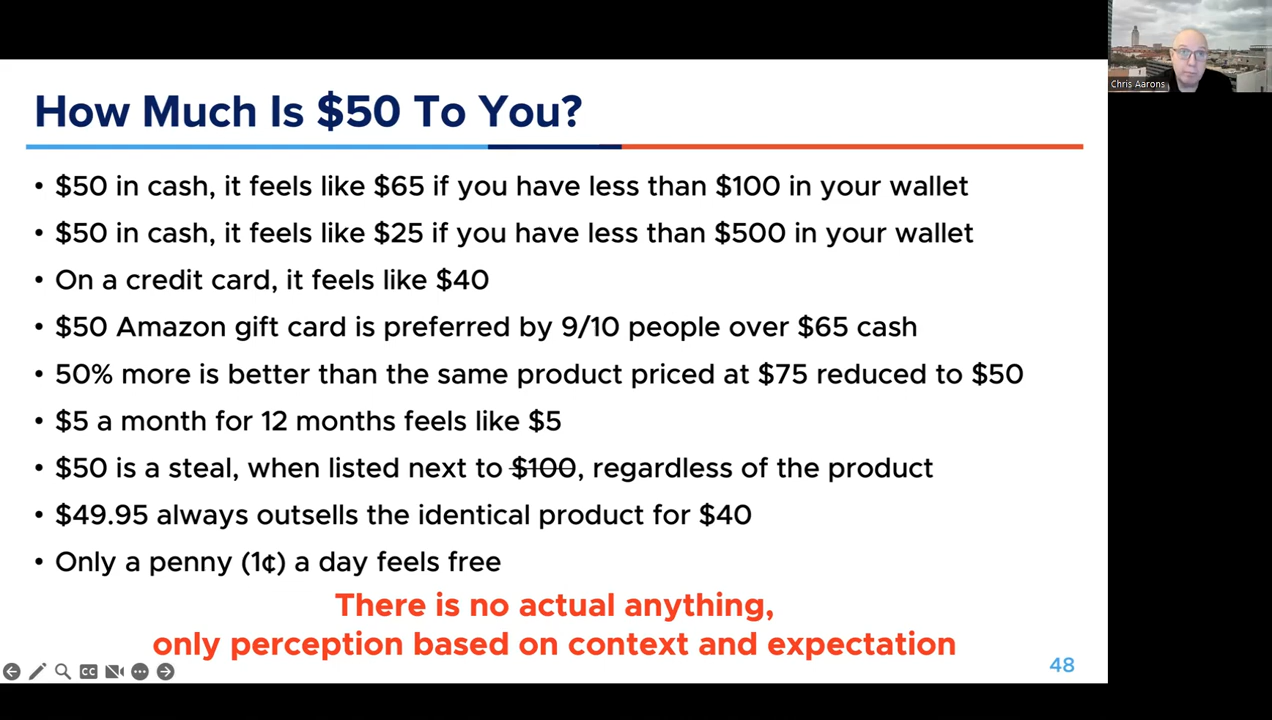 Chris Aarons
How Much Is $50 To You?
• $50 in cash, it feels like $65 if you have less than $100 in your wallet
• $50 in cash, it feels like $25 if you have less than $500 in your wallet
• On a credit card, it feels like $40
• $50 Amazon gift card is preferred by 9/10 people over $65 cash
• 50% more is better than the same product priced at $75 reduced to $50
• $5 a month for 12 months feels like $5
• $50 is a steal, when listed next to $100, regardless of the product
• $49.95 always outsells the identical product for $40
• Only a penny (1¢) a day feels free
There is no actual anything,
only perception based on context and expectation
CC
48